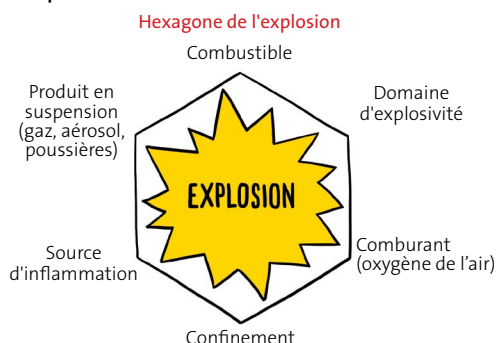 Hexagone de l'explosion
Combustible
Produit en
suspension
(gaz, aérosol,
poussières)
Domaine
d'explosivité
EXPLOSION
Source
d'inflammation
Comburant
(oxygène de l’air)
Confinement